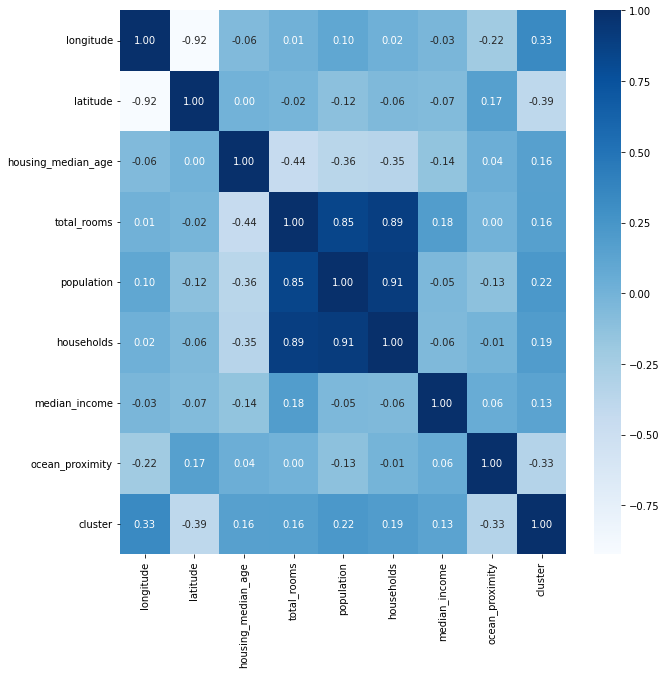 longitude 1.00 -0.92 -0.06 0.01 0.10 0.02 -0.03 -0.22 0.33
latitude -0.92 1.00 0.00 -0.02 -0.12 -0.06 -0.07 0.17 -0.39
housing_median_age -0.06 0.00 1.00 -0.44 -0.36 -0.35 -0.14 0.04 0.16
total_rooms 0.01 -0.02 -0.44 1.00 0.85 0.89 0.18 0.00 0.16
population 0.10 -0.12 -0.36 0.85 1.00 0.91 -0.05 -0.13 0.22
households 0.02 -0.06 -0.35 0.89 0.91 1.00 -0.06 -0.01 0.19
median_income -0.03 -0.07 -0.14 0.18 -0.05 -0.06 1.00 0.06 0.13
ocean_proximity -0.22 0.17 0.04 0.00 -0.13 -0.01 0.06 1.00 -0.33
cluster 0.33 -0.39 0.16 0.16 0.22 0.19 0.13 -0.33 1.00
longitude
latitude
housing_median_age
total_rooms
population
households
median_income
ocean_proximity
cluster
1.00
0.75
0.50
0.25
0.00
−0.25
−0.50
−0.75